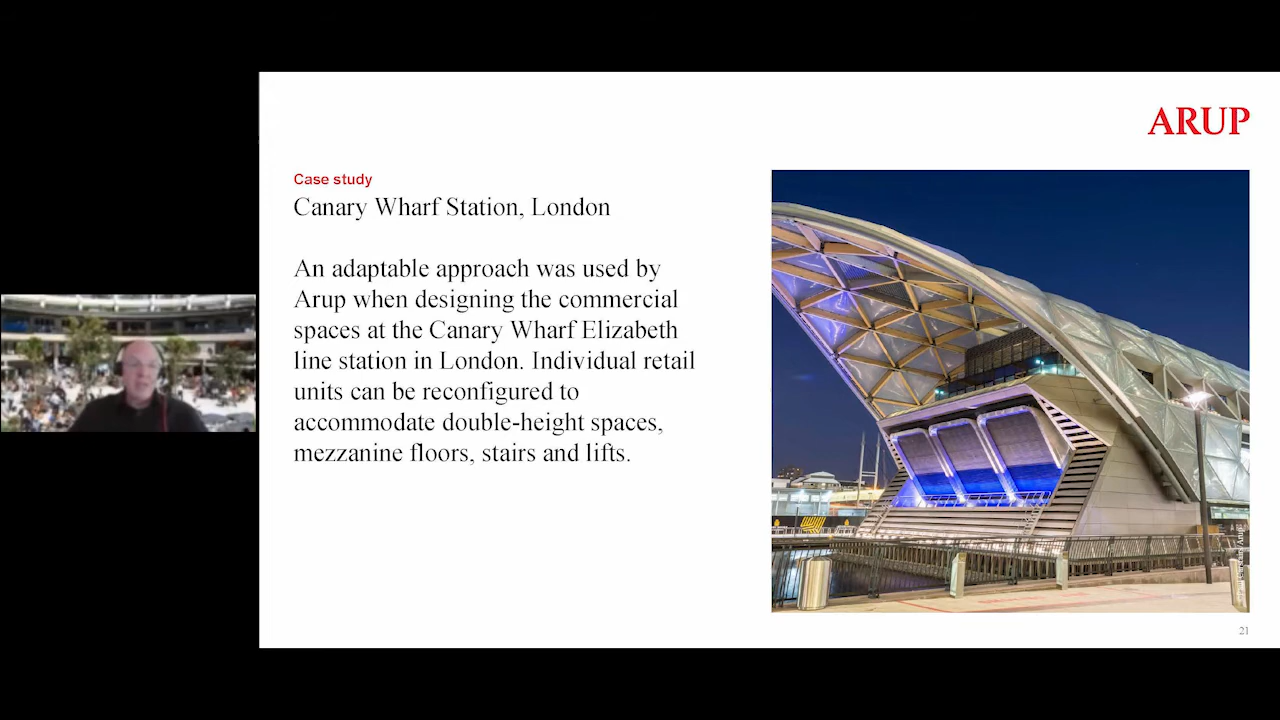 ARUP
Case study
Canary Wharf Station, London
An adaptable approach was used by
Arup when designing the commercial
spaces at the Canary Wharf Elizabeth
line station in London. Individual retail
units can be reconfigured to
accommodate double-height spaces,
mezzanine floors, stairs and lifts.
21